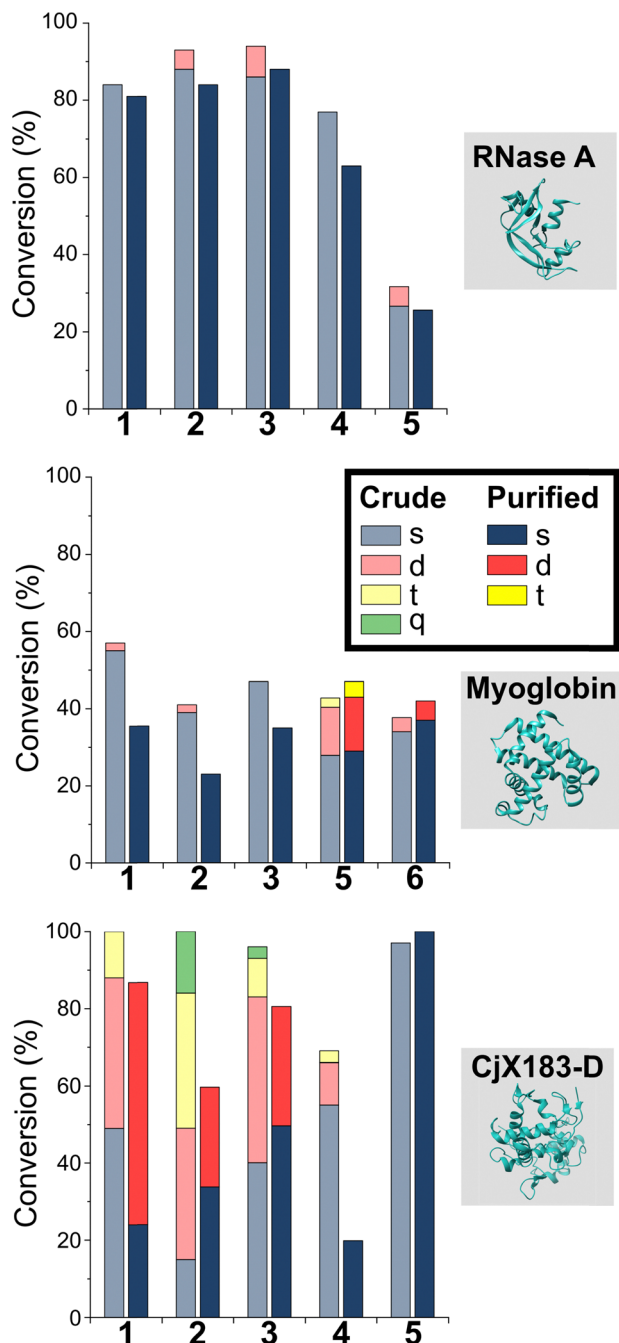 Conversion (%)
100
80
60
40
20
0
1 2 3 4 5
RNase A
Conversion (%)
100
80
60
40
20
0
1 2 3 5 6
Crude Purified
s s
d d
t t
q
Myoglobin
Conversion (%)
100
80
60
40
20
0
1 2 3 4 5
CjX183-D